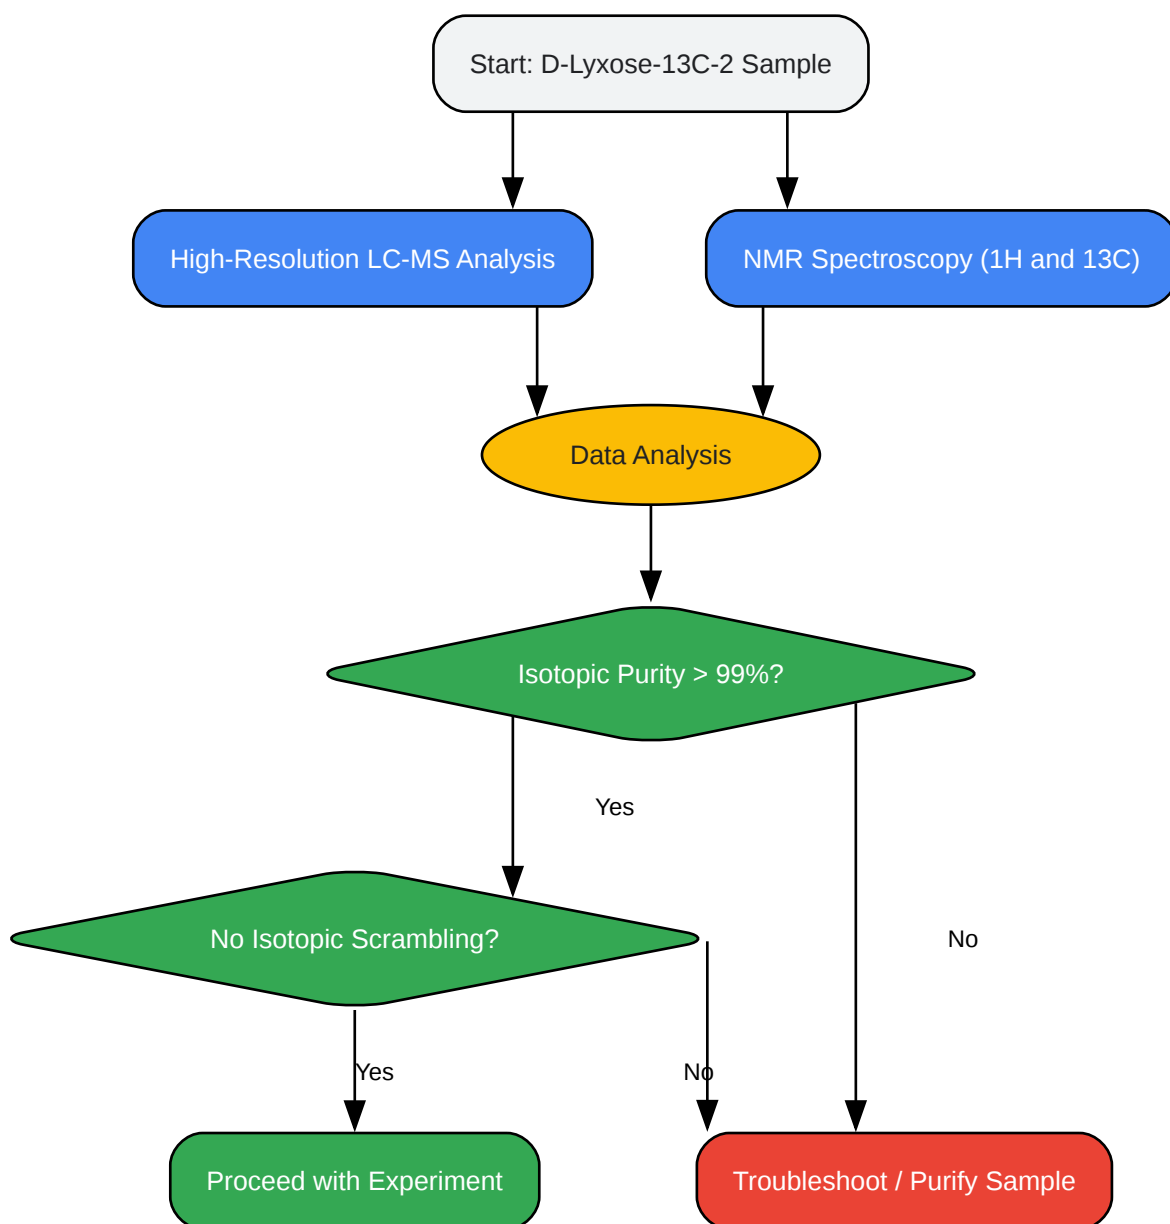 Start: D-Lyxose-13C-2 Sample
High-Resolution LC-MS Analysis
NMR Spectroscopy (1H and 13C)
Data Analysis
Isotopic Purity > 99%?
Yes
No Isotopic Scrambling?
No
Yes
No
Proceed with Experiment
Troubleshoot / Purify Sample